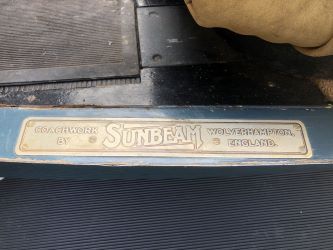 COACHWORK
BY
SUNBEAM
WOLVERHAMPTON,
ENGLAND.